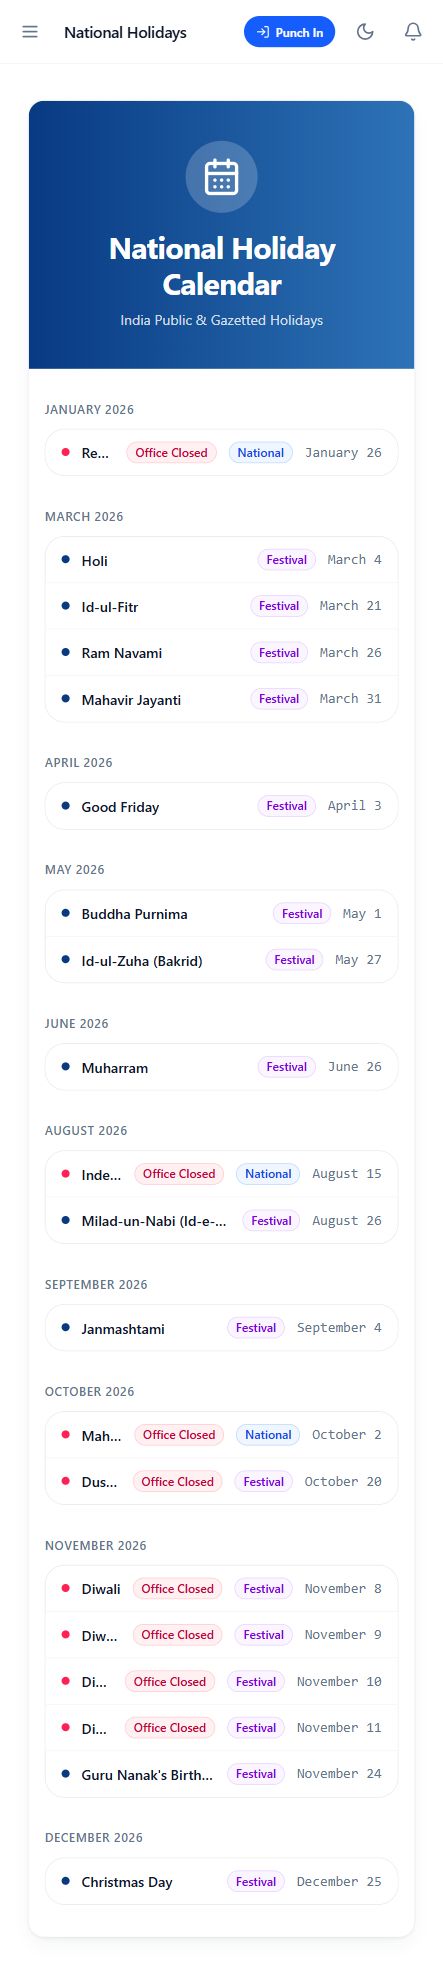 National Holidays
Punch In
National Holiday
Calendar
India Public & Gazetted Holidays
JANUARY 2026
Re... Office Closed National January 26
MARCH 2026
Holi Festival March 4
Id-ul-Fitr Festival March 21
Ram Navami Festival March 26
Mahavir Jayanti Festival March 31
APRIL 2026
Good Friday Festival April 3
MAY 2026
Buddha Purnima Festival May 1
Id-ul-Zuha (Bakrid) Festival May 27
JUNE 2026
Muharram Festival June 26
AUGUST 2026
Inde... Office Closed National August 15
Milad-un-Nabi (Id-e-... Festival August 26
SEPTEMBER 2026
Janmashtami Festival September 4
OCTOBER 2026
Mah... Office Closed National October 2
Dus... Office Closed Festival October 20
NOVEMBER 2026
Diwali Office Closed Festival November 8
Diw... Office Closed Festival November 9
Di... Office Closed Festival November 10
Di... Office Closed Festival November 11
Guru Nanak's Birth... Festival November 24
DECEMBER 2026
Christmas Day Festival December 25